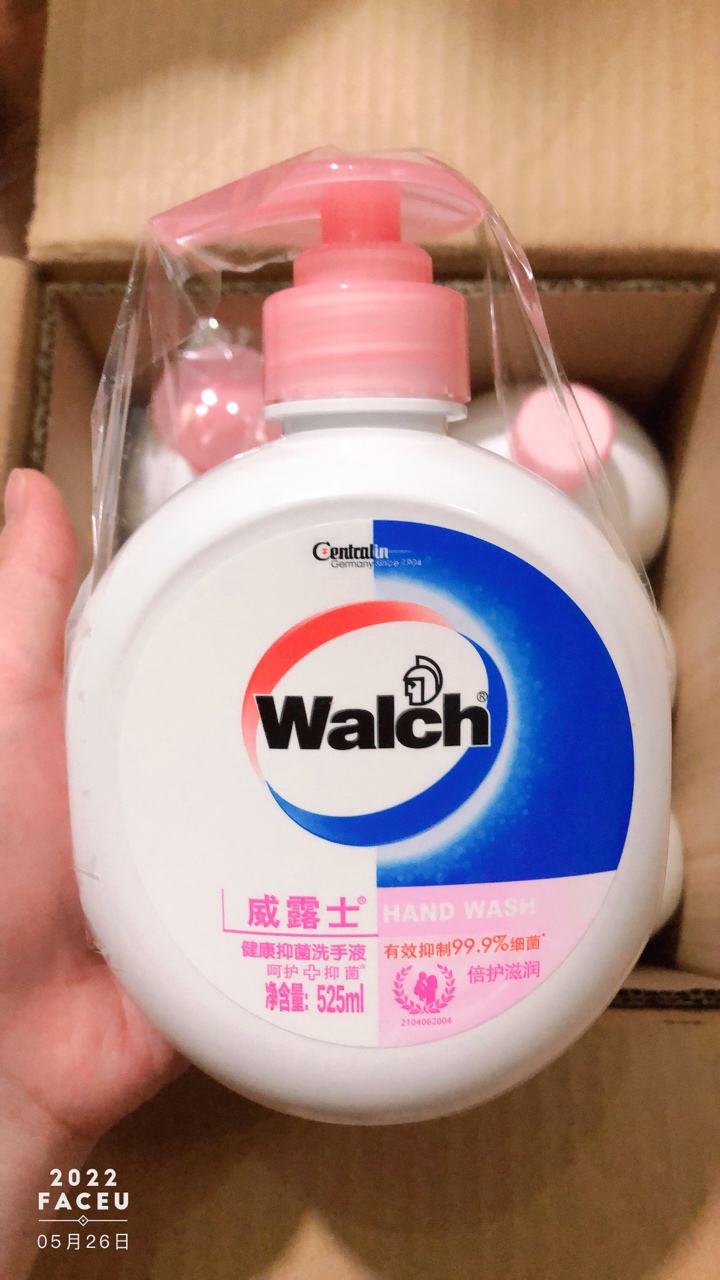 Centralin
Germany since 1904
Walch®
威露士®
HAND WASH
健康抑菌洗手液
呵护+抑菌*
净含量: 525ml
有效抑制99.9%细菌*
倍护滋润
2104062004
2022
FACEU
05月26日